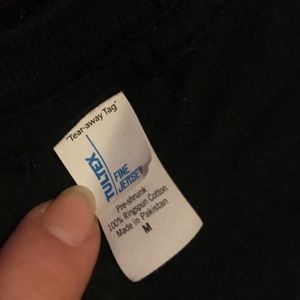 "Tear-away Tag"
TULTEX
FINE
JERSEY
Pre-shrunk
100% Ringspun Cotton
Made in Pakistan
M